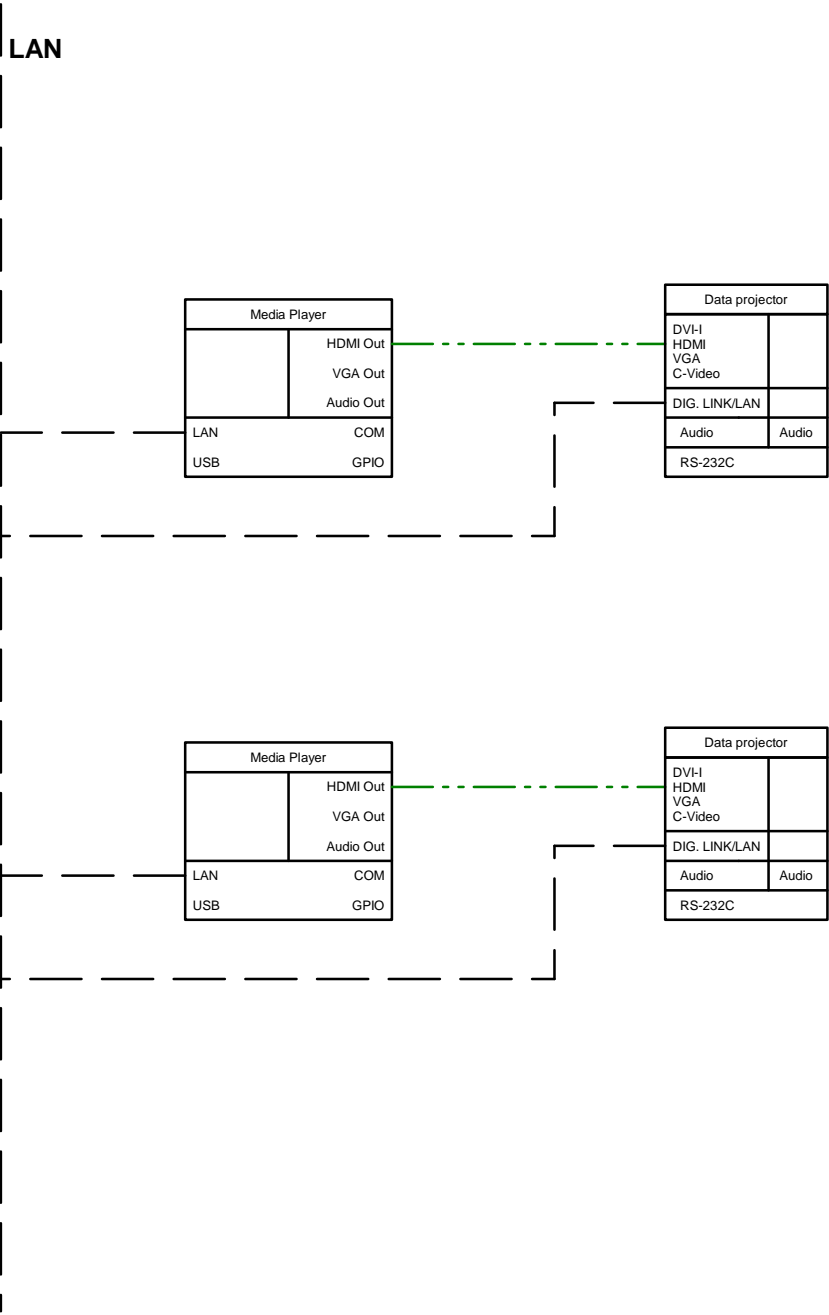 LAN
Media Player
HDMI Out
VGA Out
Audio Out
LAN COM
USB GPIO
Data projector
DVI-I
HDMI
VGA
C-Video
DIG. LINK/LAN
Audio Audio
RS-232C
Media Player
HDMI Out
VGA Out
Audio Out
LAN COM
USB GPIO
Data projector
DVI-I
HDMI
VGA
C-Video
DIG. LINK/LAN
Audio Audio
RS-232C